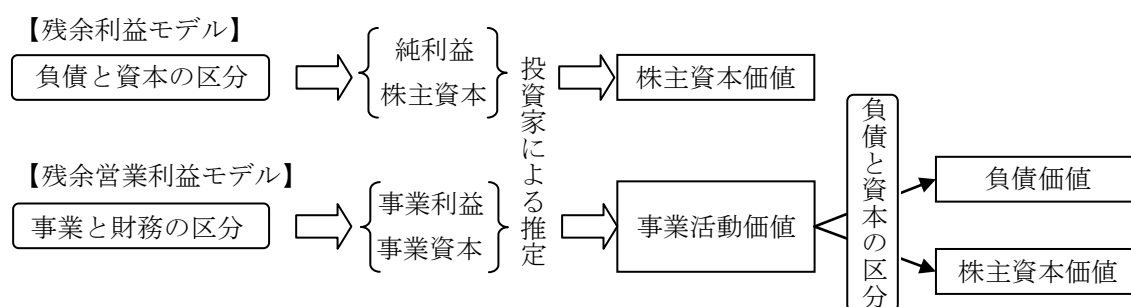 【残余利益モデル】
負債と資本の区分
純利益
株主資本
投資家による推定
株主資本価値
【残余営業利益モデル】
事業と財務の区分
事業利益
事業資本
事業活動価値
負債と資本の区分
負債価値
株主資本価値